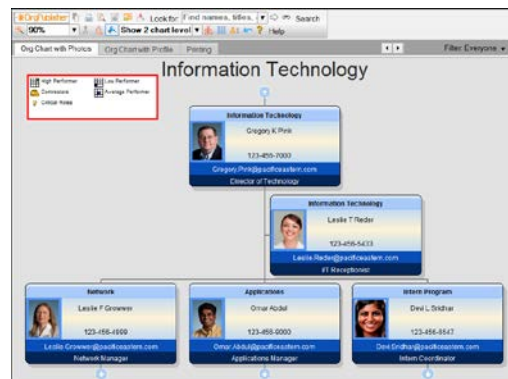 OrgPublisher Look for: Find names, titles, Search
90% Show 2 chart level ? Help
Org Chart with Photos Org Chart with Profile Printing Filter: Everyone
Information Technology
High Performer Low Performer
Commissions Average Performer
Critical Roles
Information Technology
Gregory K Pink
123-456-7000
Gregory.Pink@pacificeastern.com
Director of Technology
Information Technology
Leslie T Reder
123-456-5433
Leslie.Reder@pacificeastern.com
IT Receptionist
Network
Leslie F Growwer
123-456-4999
Leslie.Growwer@pacificeastern.com
Network Manager
Applications
Omar Abdul
123-456-9000
Omar.Abdul@pacificeastern.com
Applications Manager
Intern Program
Devi L Sridhar
123-456-5547
Devi.Sridhar@pacificeastern.com
Intern Coordinator